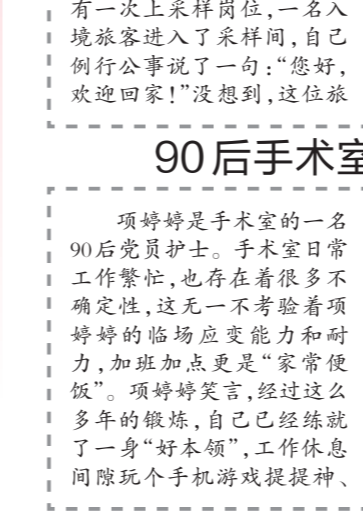 有一次上采样岗位，一名入
境旅客进入了采样间，自己
例行公事说了一句：“您好，
欢迎回家！”没想到，这位旅
90后手术室
项婷婷是手术室的一名
90后党员护士。手术室日常
工作繁忙，也存在着很多不
确定性，这无一不考验着项
婷婷的临场应变能力和耐
力，加班加点更是“家常便
饭”。项婷婷笑言，经过这么
多年的锻炼，自己已经练就
了一身“好本领”，工作休息
间隙玩个手机游戏提提神、